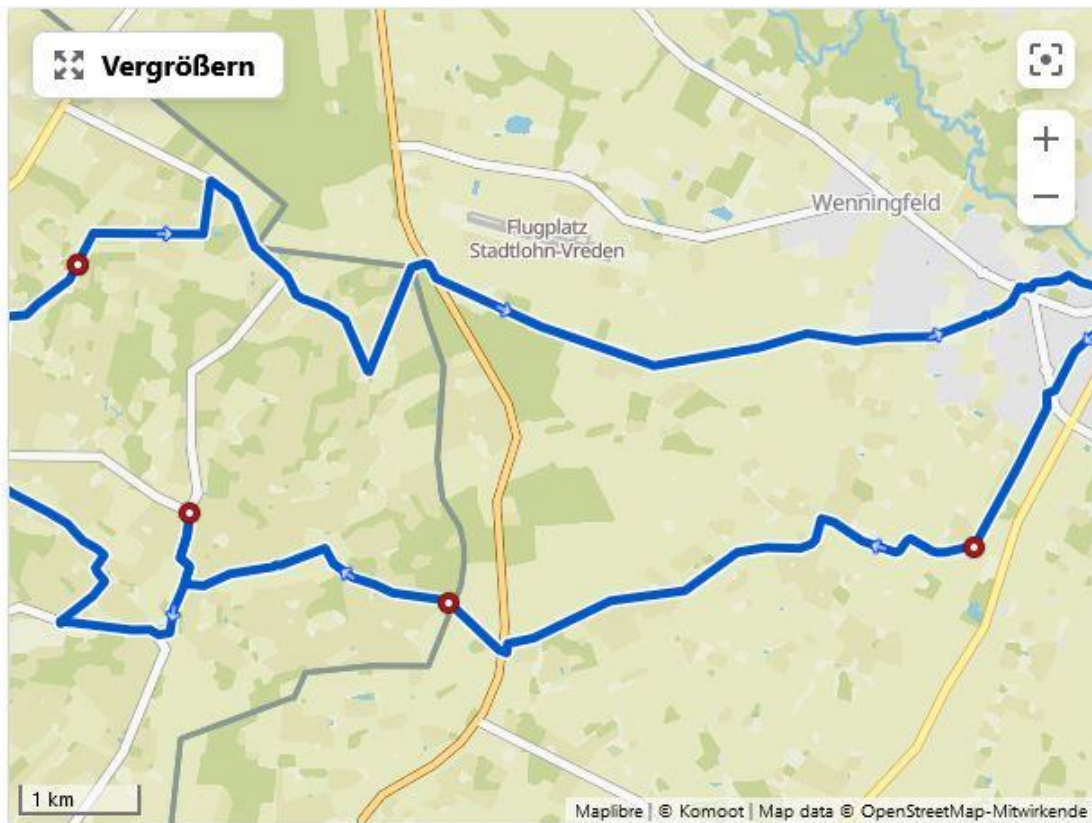 Vergrößern
Wenningfeld
Flugplatz
Stadtlohn-Vreden
1 km
Maplibre | © Komoot | Map data © OpenStreetMap-Mitwirkende